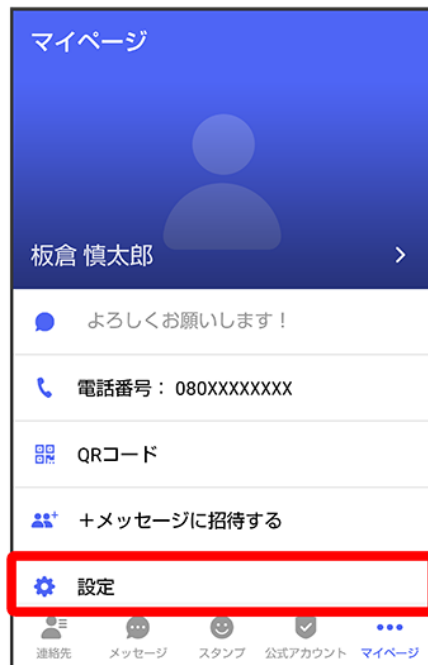 マイページ
板倉 慎太郎
よろしくお願いします！
電話番号： 080XXXXXXXX
QRコード
＋メッセージに招待する
設定
連絡先 メッセージ スタンプ 公式アカウント マイページ